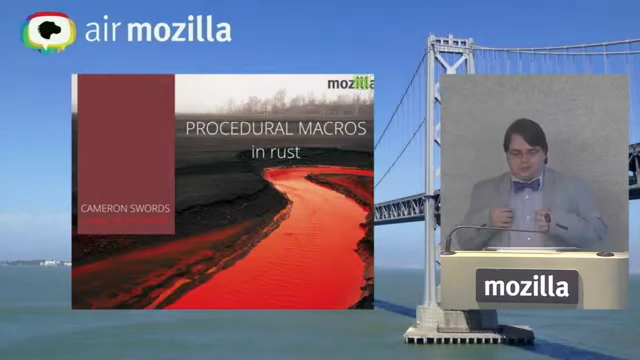 air mozilla
mozilla
PROCEDURAL MACROS
in rust
CAMERON SWORDS
mozilla